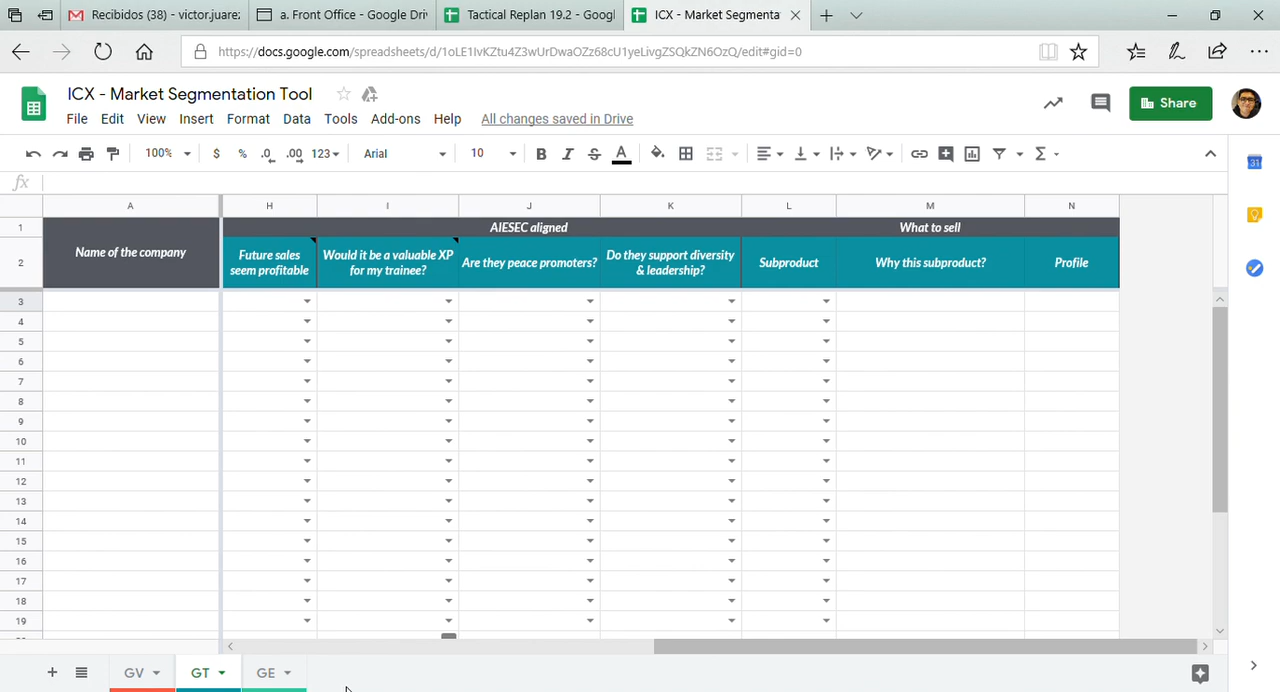 Recibidos (38) - victor.juarez
a. Front Office - Google Dri
Tactical Replan 19.2 - Googl
ICX - Market Segmenta
https://docs.google.com/spreadsheets/d/1oLE1IvKZtu4Z3wUrDwaOZz68cU1yeLivgZSQkZN6OzQ/edit#gid=0
ICX - Market Segmentation Tool
File Edit View Insert Format Data Tools Add-ons Help All changes saved in Drive
Share
100% $ % .0 .00 123 Arial 10 B I S A Σ
31
fx
A H I J K L M N
1 AIESEC aligned What to sell
2 Name of the company Future sales seem profitable Would it be a valuable XP for my trainee? Are they peace promoters? Do they support diversity & leadership? Subproduct Why this subproduct? Profile
3
4
5
6
7
8
9
10
11
12
13
14
15
16
17
18
19
GV GT GE